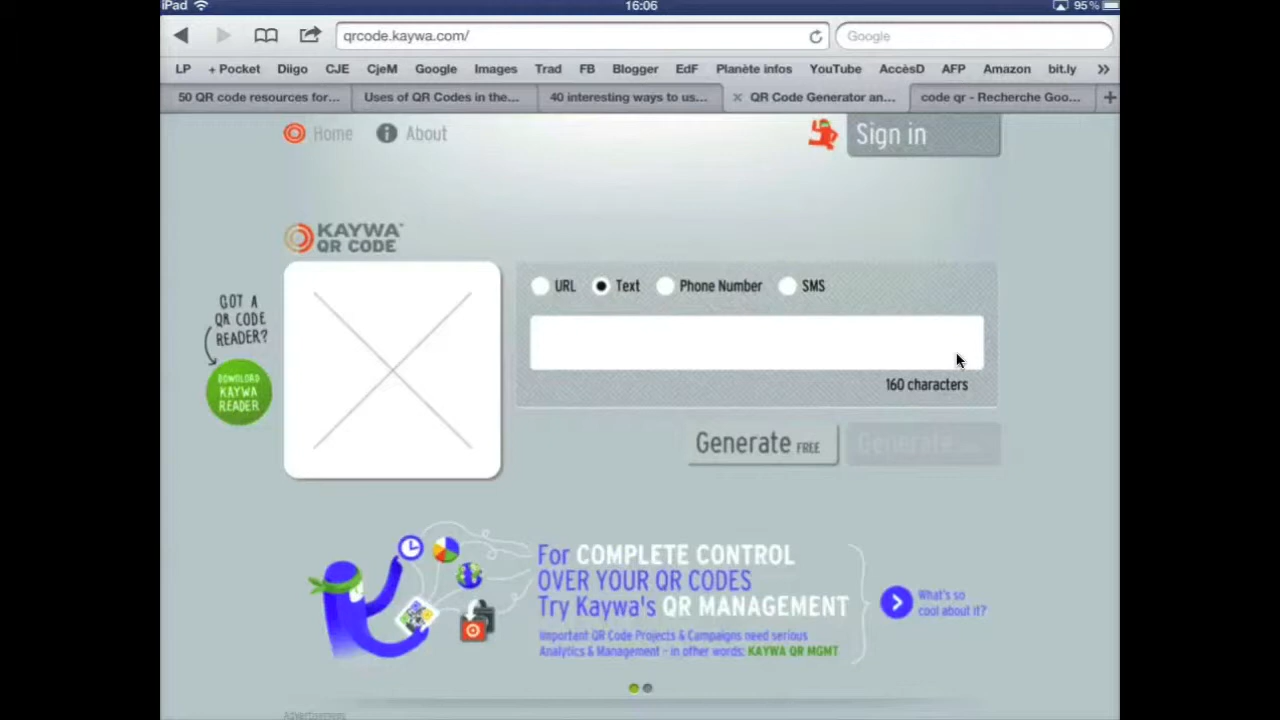 iPad 16:06 95%
qrcode.kaywa.com/ Google
LP + Pocket Diigo CJE CjeM Google Images Trad FB Blogger EdF Planète infos YouTube AccèsD AFP Amazon bit.ly »
50 QR code resources for... Uses of QR Codes in the... 40 interesting ways to us... × QR Code Generator an... code qr - Recherche Goo... +
Home About Sign in
KAYWA
QR CODE
GOT A
QR CODE
READER?
DOWNLOAD
KAYWA
READER
URL Text Phone Number SMS
160 characters
Generate FREE Generate
For COMPLETE CONTROL
OVER YOUR QR CODES
Try Kaywa's QR MANAGEMENT
Important QR Code Projects & Campaigns need serious
Analytics & Management - in other words: KAYWA QR MGMT
What's so
cool about it?
Advertisement